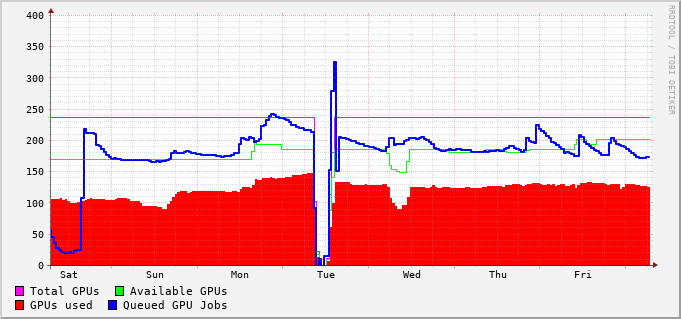 400
350
300
250
200
150
100
50
0
Sat Sun Mon Tue Wed Thu Fri
Total GPUs Available GPUs
GPUs used Queued GPU Jobs
RRDTOOL / TOBI OETIKER